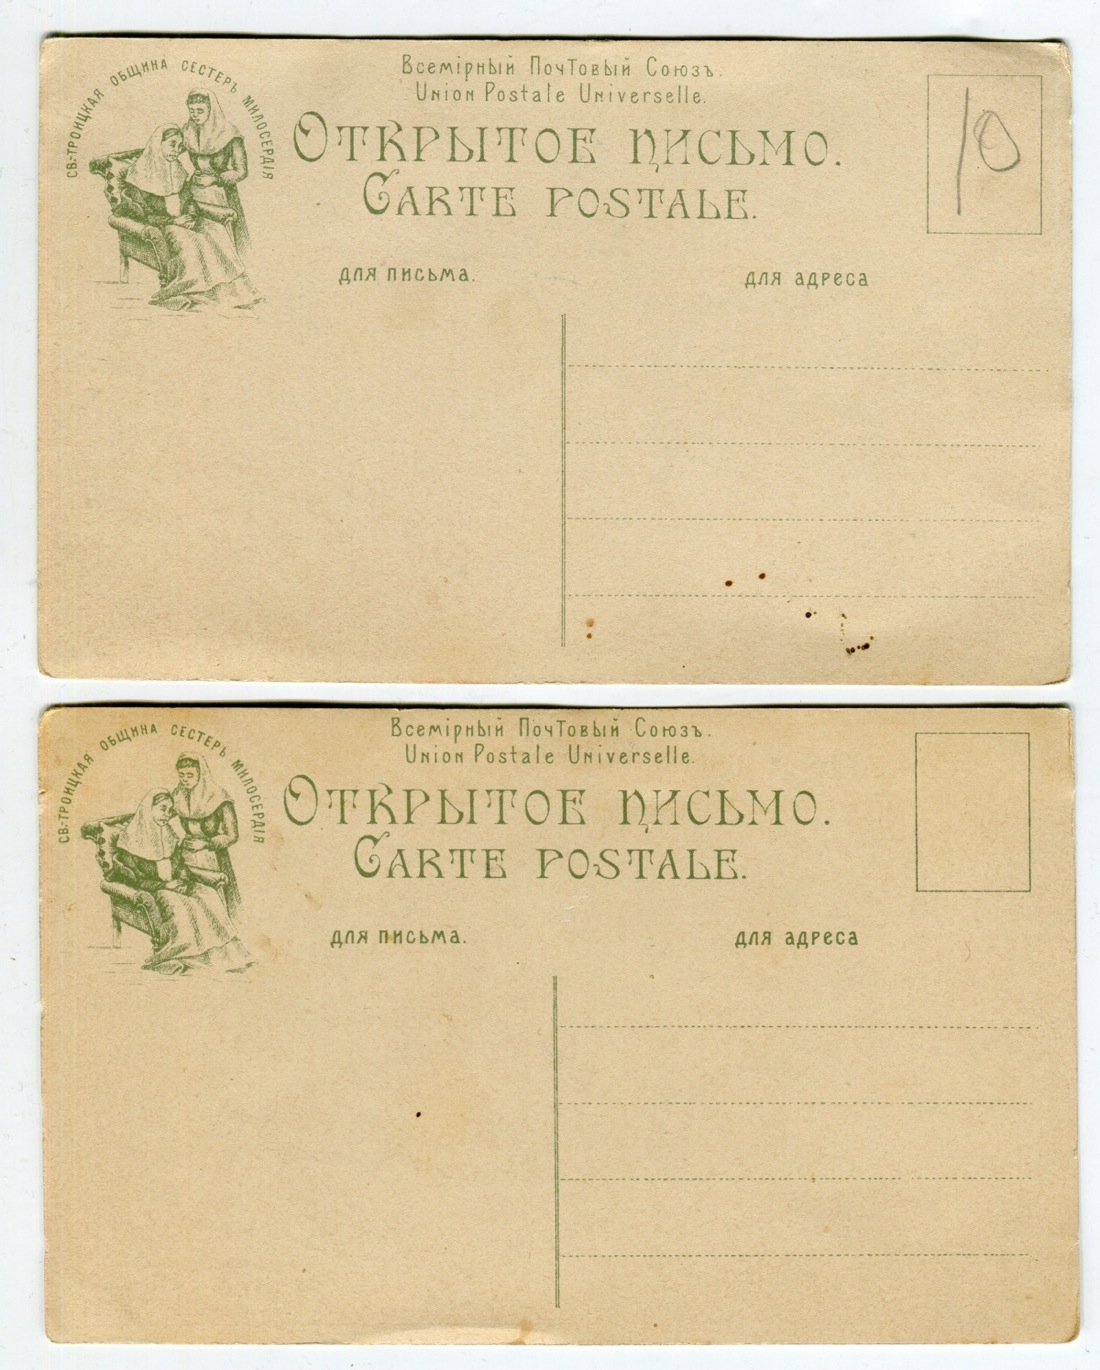 СВ.-ТРОИЦКАЯ ОБЩИНА СЕСТЕРЪ МИЛОСЕРДІЯ
Всемірный Почтовый Союзъ.
Union Postale Universelle.
Открытое письмо.
Carte postale.
10
для письма.
для адреса
СВ.-ТРОИЦКАЯ ОБЩИНА СЕСТЕРЪ МИЛОСЕРДІЯ
Всемірный Почтовый Союзъ.
Union Postale Universelle.
Открытое письмо.
Carte postale.
для письма.
для адреса